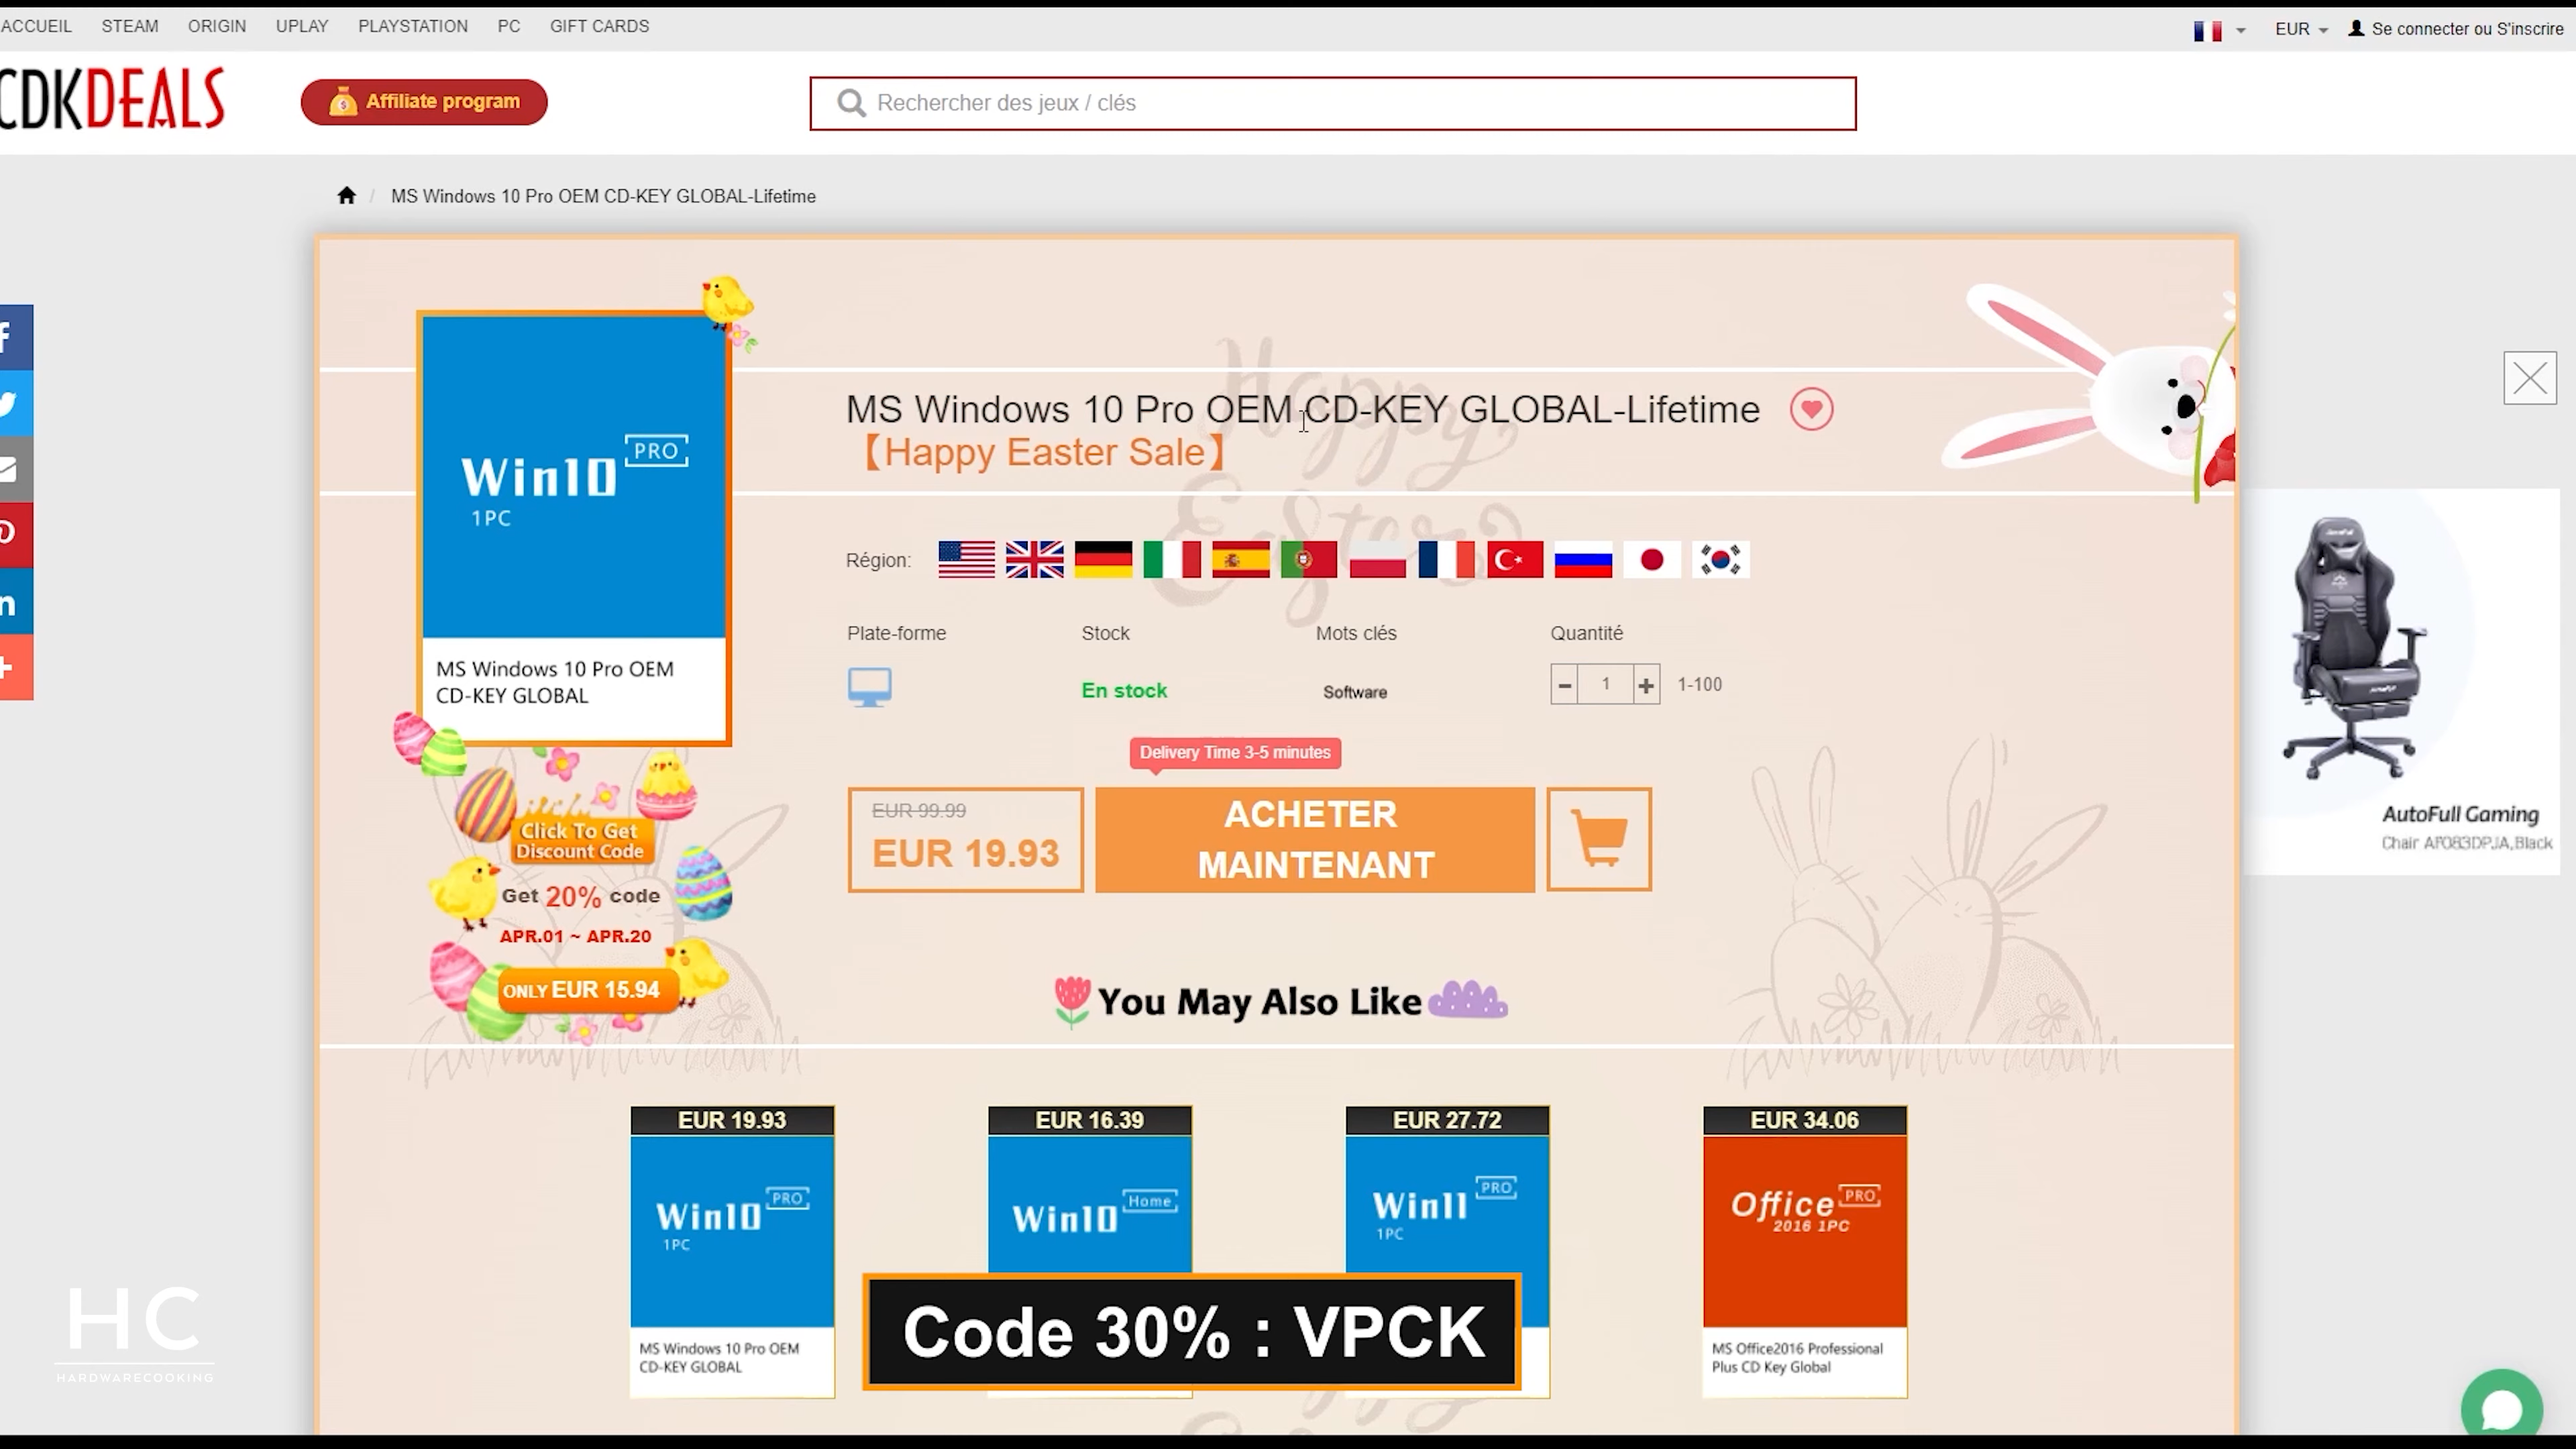 ACCUEIL STEAM ORIGIN UPLAY PLAYSTATION PC GIFT CARDS
EUR Se connecter ou S'inscrire
CDKDEALS
Affiliate program
Rechercher des jeux / clés
/ MS Windows 10 Pro OEM CD-KEY GLOBAL-Lifetime
Win10 PRO
1PC
MS Windows 10 Pro OEM
CD-KEY GLOBAL
MS Windows 10 Pro OEM CD-KEY GLOBAL-Lifetime
【Happy Easter Sale】
Happy
Easter
Région:
Plate-forme Stock Mots clés Quantité
En stock Software 1 1-100
Delivery Time 3-5 minutes
EUR 99.99
EUR 19.93
ACHETER
MAINTENANT
Click To Get
Discount Code
Get 20% code
APR.01 ~ APR.20
ONLY EUR 15.94
AutoFull Gaming
Chair AF083DPJA,Black
You May Also Like
EUR 19.93 EUR 16.39 EUR 27.72 EUR 34.06
Win10 PRO
1PC
MS Windows 10 Pro OEM
CD-KEY GLOBAL
Win10 Home
Win11 PRO
1PC
Office PRO
2016 1PC
MS Office2016 Professional
Plus CD Key Global
Code 30% : VPCK
HC
HARDWARECOOKING